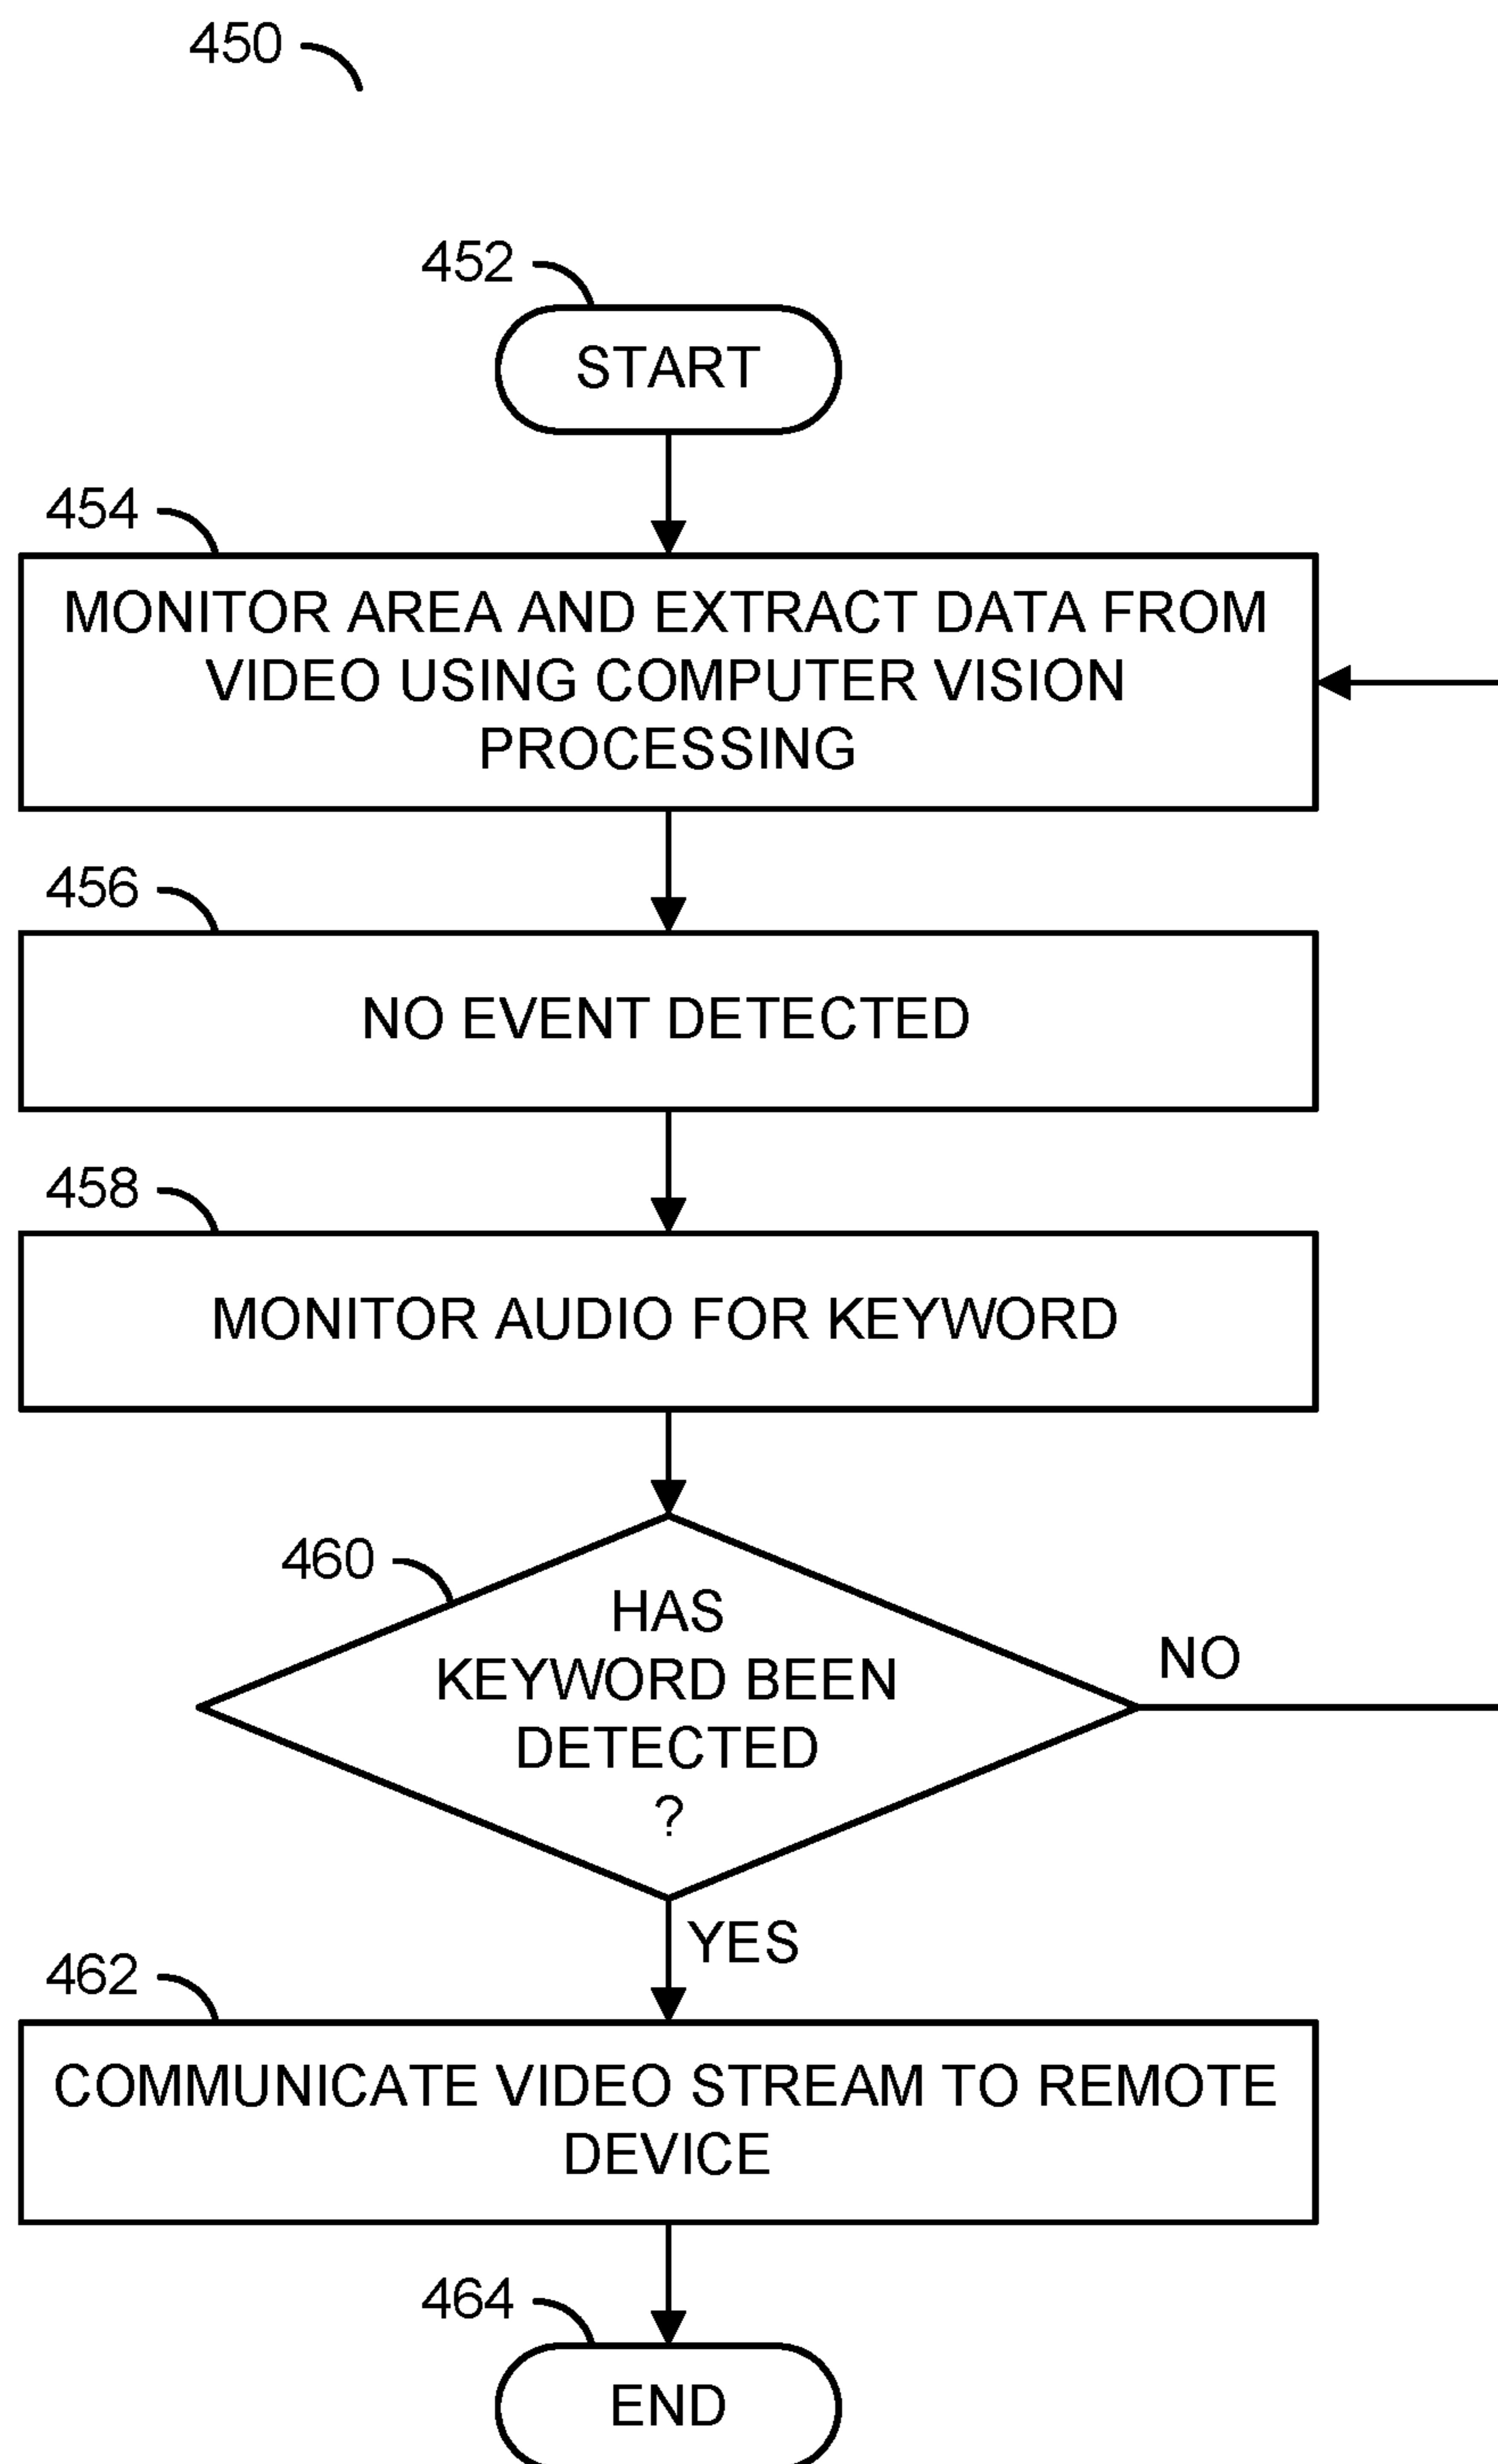 450
452
START
454
MONITOR AREA AND EXTRACT DATA FROM
VIDEO USING COMPUTER VISION
PROCESSING
456
NO EVENT DETECTED
458
MONITOR AUDIO FOR KEYWORD
460
HAS
KEYWORD BEEN
DETECTED
?
NO
YES
462
COMMUNICATE VIDEO STREAM TO REMOTE
DEVICE
464
END